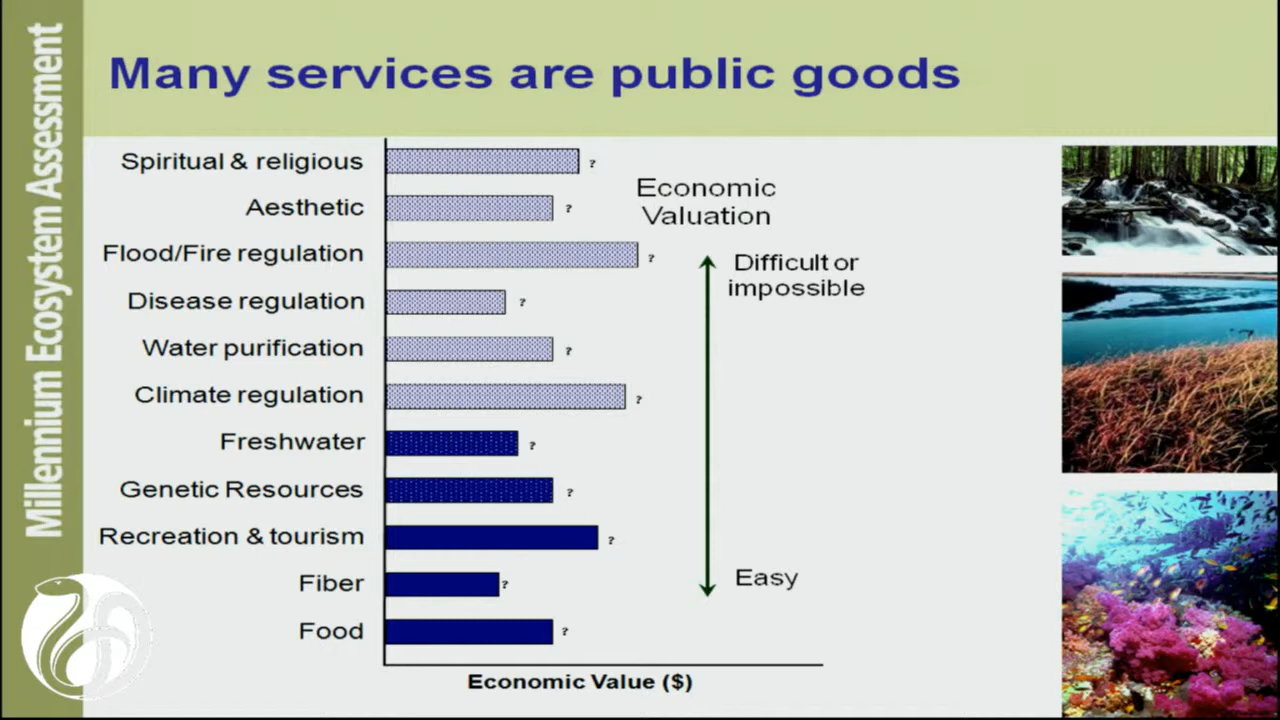 Millennium Ecosystem Assessment
Many services are public goods
Spiritual & religious ?
Aesthetic ?
Flood/Fire regulation ?
Disease regulation ?
Water purification ?
Climate regulation ?
Freshwater ?
Genetic Resources ?
Recreation & tourism ?
Fiber ?
Food ?
Economic
Valuation
Difficult or
impossible
Easy
Economic Value ($)